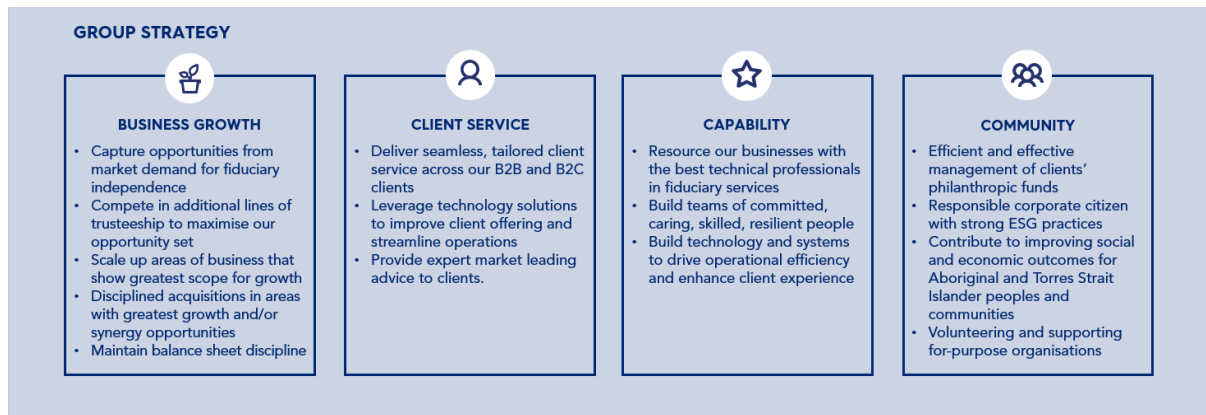 GROUP STRATEGY
BUSINESS GROWTH
• Capture opportunities from
market demand for fiduciary
independence
• Compete in additional lines of
trusteeship to maximise our
opportunity set
• Scale up areas of business that
show greatest scope for growth
• Disciplined acquisitions in areas
with greatest growth and/or
synergy opportunities
• Maintain balance sheet discipline
CLIENT SERVICE
• Deliver seamless, tailored client
service across our B2B and B2C
clients
• Leverage technology solutions
to improve client offering and
streamline operations
• Provide expert market leading
advice to clients.
CAPABILITY
• Resource our businesses with
the best technical professionals
in fiduciary services
• Build teams of committed,
caring, skilled, resilient people
• Build technology and systems
to drive operational efficiency
and enhance client experience
COMMUNITY
• Efficient and effective
management of clients’
philanthropic funds
• Responsible corporate citizen
with strong ESG practices
• Contribute to improving social
and economic outcomes for
Aboriginal and Torres Strait
Islander peoples and
communities
• Volunteering and supporting
for-purpose organisations